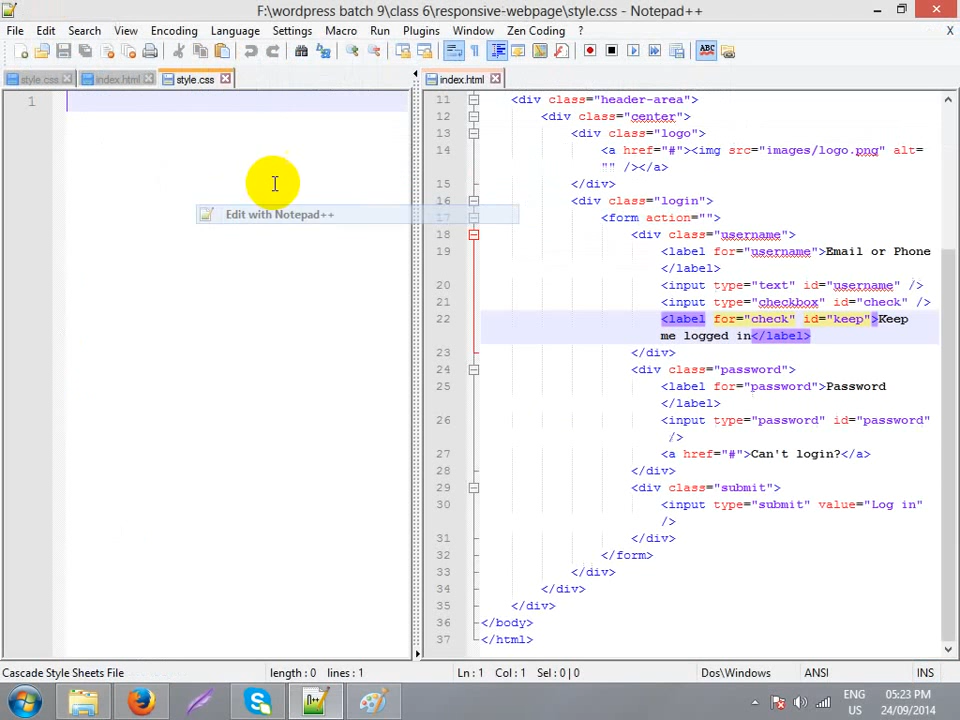 F:\wordpress batch 9\class 6\responsive-webpage\style.css - Notepad++
File Edit Search View Encoding Language Settings Macro Run Plugins Window Zen Coding ? X
style.css index.html style.css index.html
1
Edit with Notepad++
11 <div class="header-area">
12 <div class="center">
13 <div class="logo">
14 <a href="#"><img src="images/logo.png" alt=
"" /></a>
15 </div>
16 <div class="login">
17 <form action="">
18 <div class="username">
19 <label for="username">Email or Phone
</label>
20 <input type="text" id="username" />
21 <input type="checkbox" id="check" />
22 <label for="check" id="keep">Keep
me logged in</label>
23 </div>
24 <div class="password">
25 <label for="password">Password
</label>
26 <input type="password" id="password"
/>
27 <a href="#">Can't login?</a>
28 </div>
29 <div class="submit">
30 <input type="submit" value="Log in"
/>
31 </div>
32 </form>
33 </div>
34 </div>
35 </div>
36 </body>
37 </html>
Cascade Style Sheets File length : 0 lines : 1 Ln : 1 Col : 1 Sel : 0 | 0 Dos\Windows ANSI INS
ENG 05:23 PM
US 24/09/2014